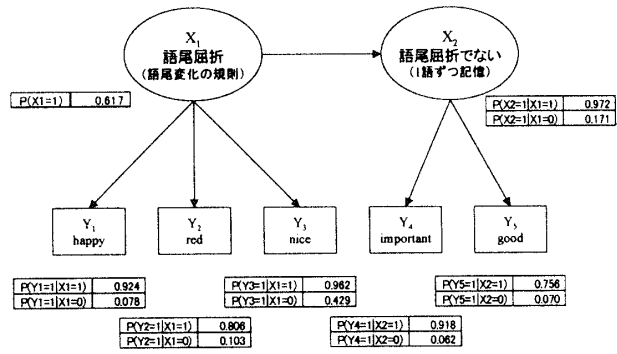 X1
語尾屈折
(語尾変化の規則)
X2
語尾屈折でない
(1語ずつ記憶)
P(X1=1) 0.617
P(X2=1|X1=1) 0.972
P(X2=1|X1=0) 0.171
Y1
happy
Y2
red
Y3
nice
Y4
important
Y5
good
P(Y1=1|X1=1) 0.924
P(Y1=1|X1=0) 0.078
P(Y3=1|X1=1) 0.962
P(Y3=1|X1=0) 0.429
P(Y5=1|X2=1) 0.756
P(Y5=1|X2=0) 0.070
P(Y2=1|X1=1) 0.806
P(Y2=1|X1=0) 0.103
P(Y4=1|X2=1) 0.918
P(Y4=1|X2=0) 0.062